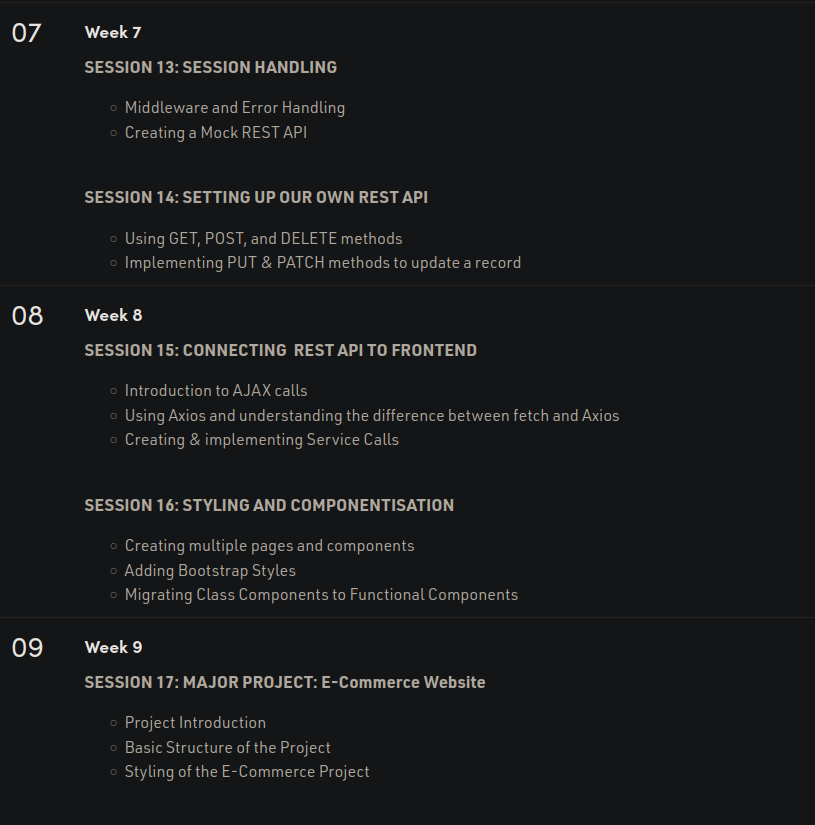 07
Week 7
SESSION 13: SESSION HANDLING
Middleware and Error Handling
Creating a Mock REST API
SESSION 14: SETTING UP OUR OWN REST API
Using GET, POST, and DELETE methods
Implementing PUT & PATCH methods to update a record
08
Week 8
SESSION 15: CONNECTING  REST API TO FRONTEND
Introduction to AJAX calls
Using Axios and understanding the difference between fetch and Axios
Creating & implementing Service Calls
SESSION 16: STYLING AND COMPONENTISATION
Creating multiple pages and components
Adding Bootstrap Styles
Migrating Class Components to Functional Components
09
Week 9
SESSION 17: MAJOR PROJECT: E-Commerce Website
Project Introduction
Basic Structure of the Project
Styling of the E-Commerce Project